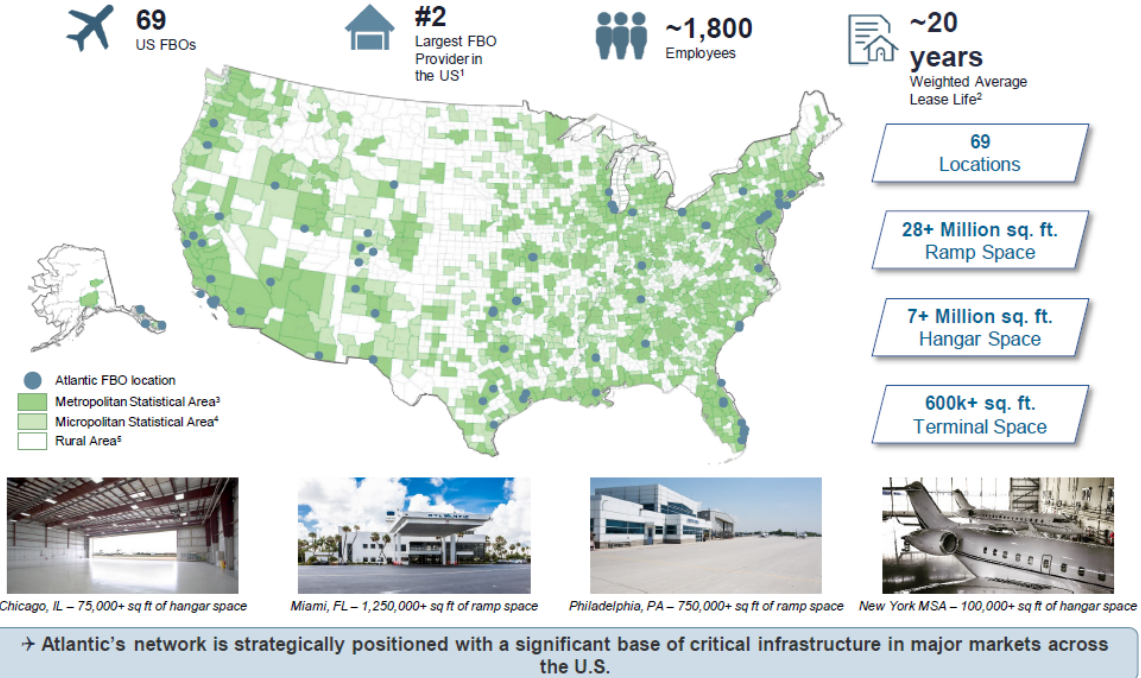 69
US FBOs
#2
Largest FBO
Provider in
the US¹
~1,800
Employees
~20
years
Weighted Average
Lease Life²
69
Locations
28+ Million sq. ft.
Ramp Space
7+ Million sq. ft.
Hangar Space
600k+ sq. ft.
Terminal Space
Atlantic FBO location
Metropolitan Statistical Area³
Micropolitan Statistical Area⁴
Rural Area⁵
ATLANTIC
Chicago, IL – 75,000+ sq ft of hangar space
Miami, FL – 1,250,000+ sq ft of ramp space
Philadelphia, PA – 750,000+ sq ft of ramp space
New York MSA – 100,000+ sq ft of hangar space
✈ Atlantic's network is strategically positioned with a significant base of critical infrastructure in major markets across
the U.S.